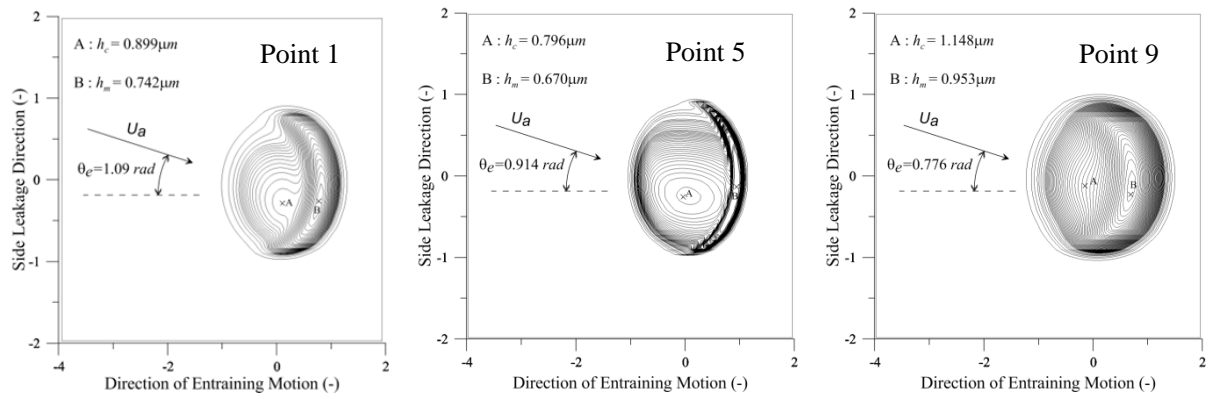 Point 1
A : h_c = 0.899μm
B : h_m = 0.742μm
U_a
θ_e=1.09 rad
A
B
2
1
0
-1
-2
-4
-2
0
2
Side Leakage Direction (-)
Direction of Entraining Motion (-)
Point 5
A : h_c = 0.796μm
B : h_m = 0.670μm
U_a
θ_e=0.914 rad
A
B
2
1
0
-1
-2
-4
-2
0
2
Side Leakage Direction (-)
Direction of Entraining Motion (-)
Point 9
A : h_c = 1.148μm
B : h_m = 0.953μm
U_a
θ_e=0.776 rad
A
B
2
1
0
-1
-2
-4
-2
0
2
Side Leakage Direction (-)
Direction of Entraining Motion (-)